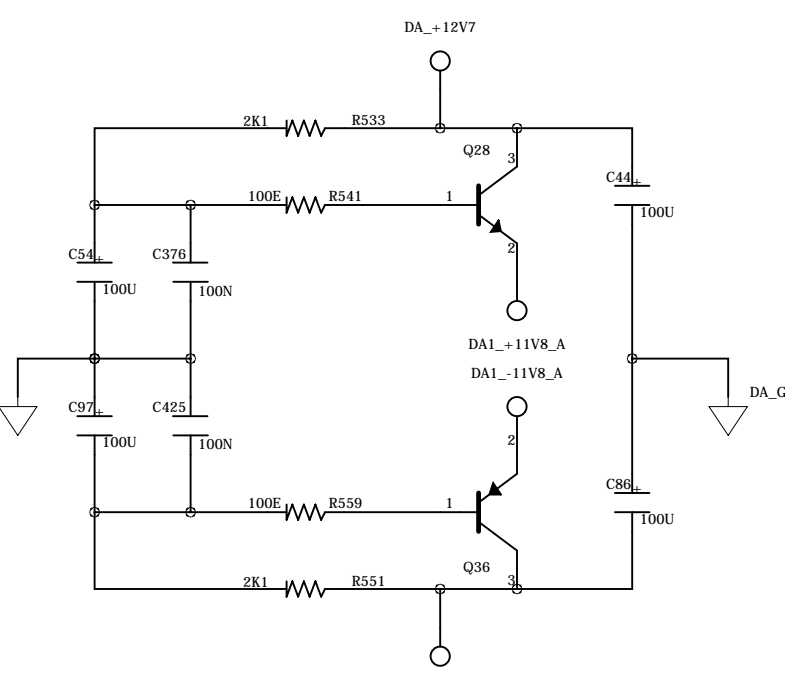 DA_+12V7
2K1 R533
Q28
3
C44 +
100E R541 1
100U
2
C54 + C376
100U 100N
DA1_+11V8_A
DA1_-11V8_A
DA_G
C97 + C425
100U 100N
2
C86 +
100E R559 1
100U
Q36
2K1 R551 3